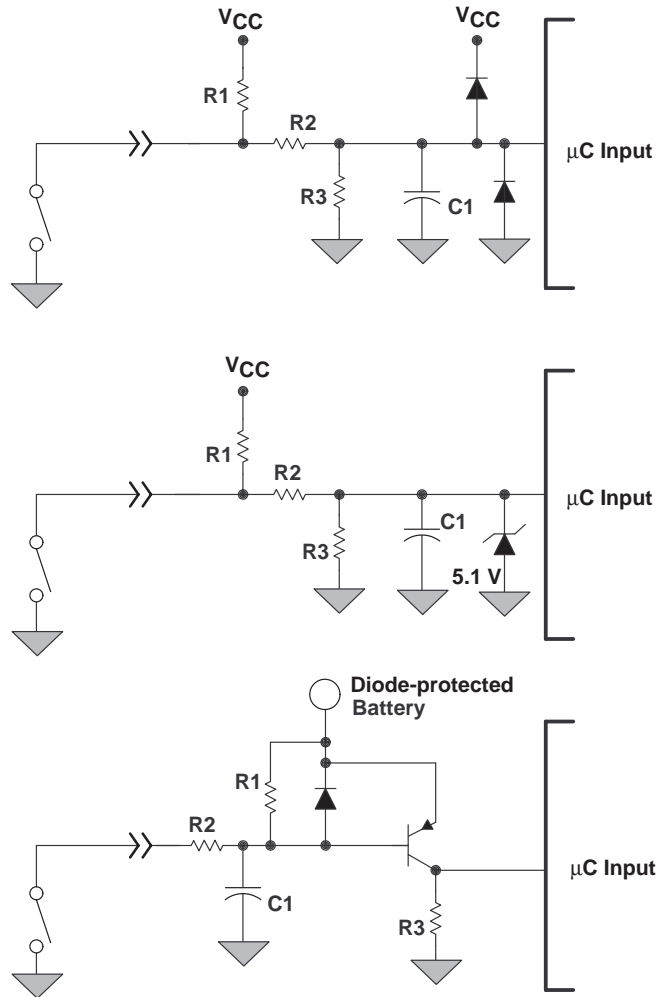 VCC
VCC
R1
R2
R3
C1
μC Input
VCC
R1
R2
R3
C1
5.1 V
μC Input
Diode-protected
Battery
R1
R2
C1
R3
μC Input